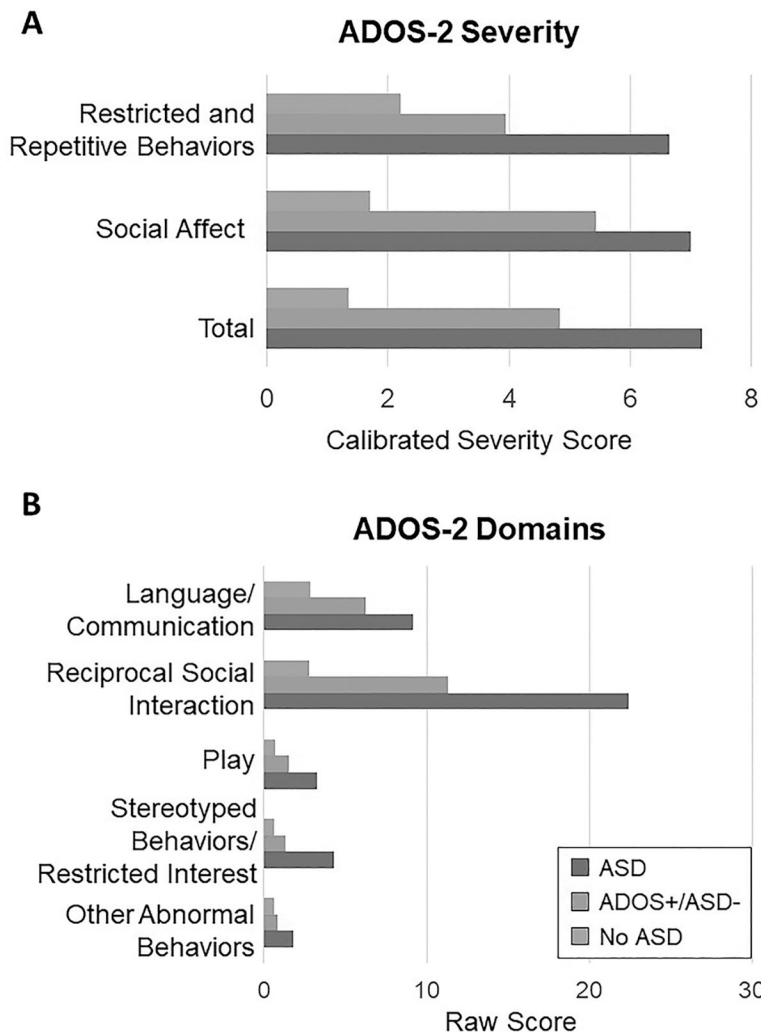 A
ADOS-2 Severity
Restricted and
Repetitive Behaviors
Social Affect
Total
0 2 4 6 8
Calibrated Severity Score
B
ADOS-2 Domains
Language/
Communication
Reciprocal Social
Interaction
Play
Stereotyped
Behaviors/
Restricted Interest
Other Abnormal
Behaviors
ASD
ADOS+/ASD-
No ASD
0 10 20 30
Raw Score